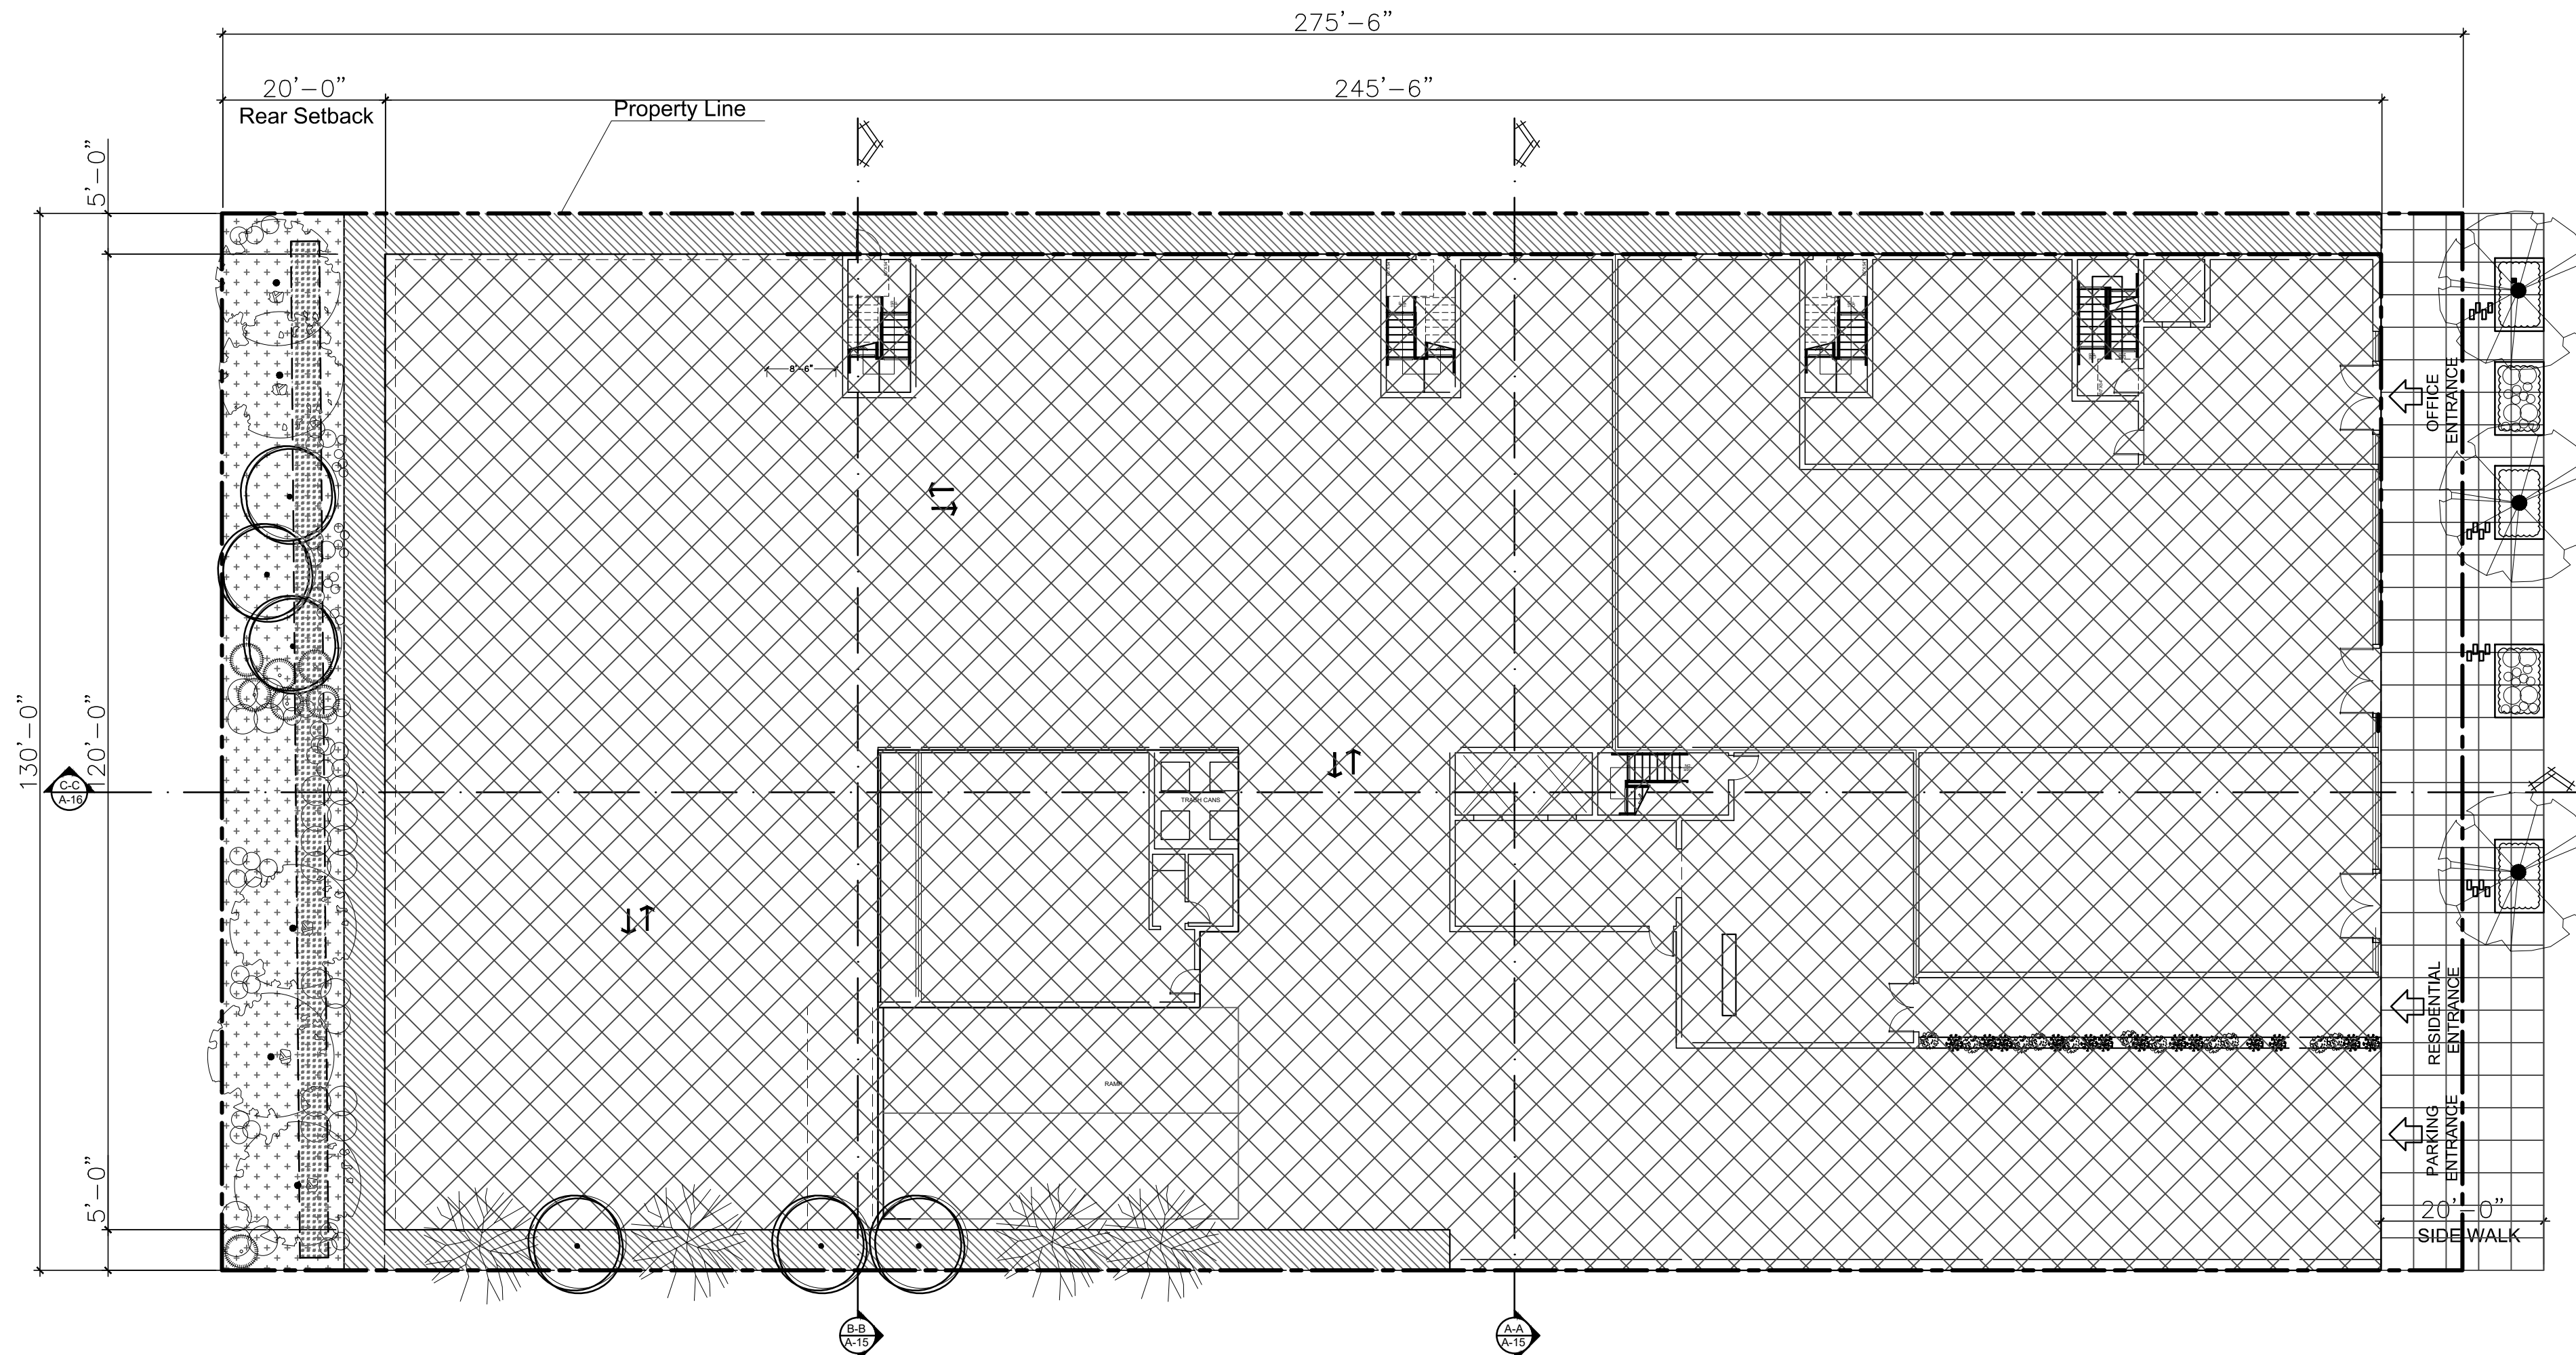 275'-6"
20'-0"
245'-6"
Rear Setback
Property Line
5'-0"
8'-6"
OFFICE
ENTRANCE
130'-0"
120'-0"
C-C
A-16
TRASH CANS
RESIDENTIAL
ENTRANCE
RAMP
PARKING
ENTRANCE
5'-0"
20'-0"
SIDE WALK
B-B
A-15
A-A
A-15